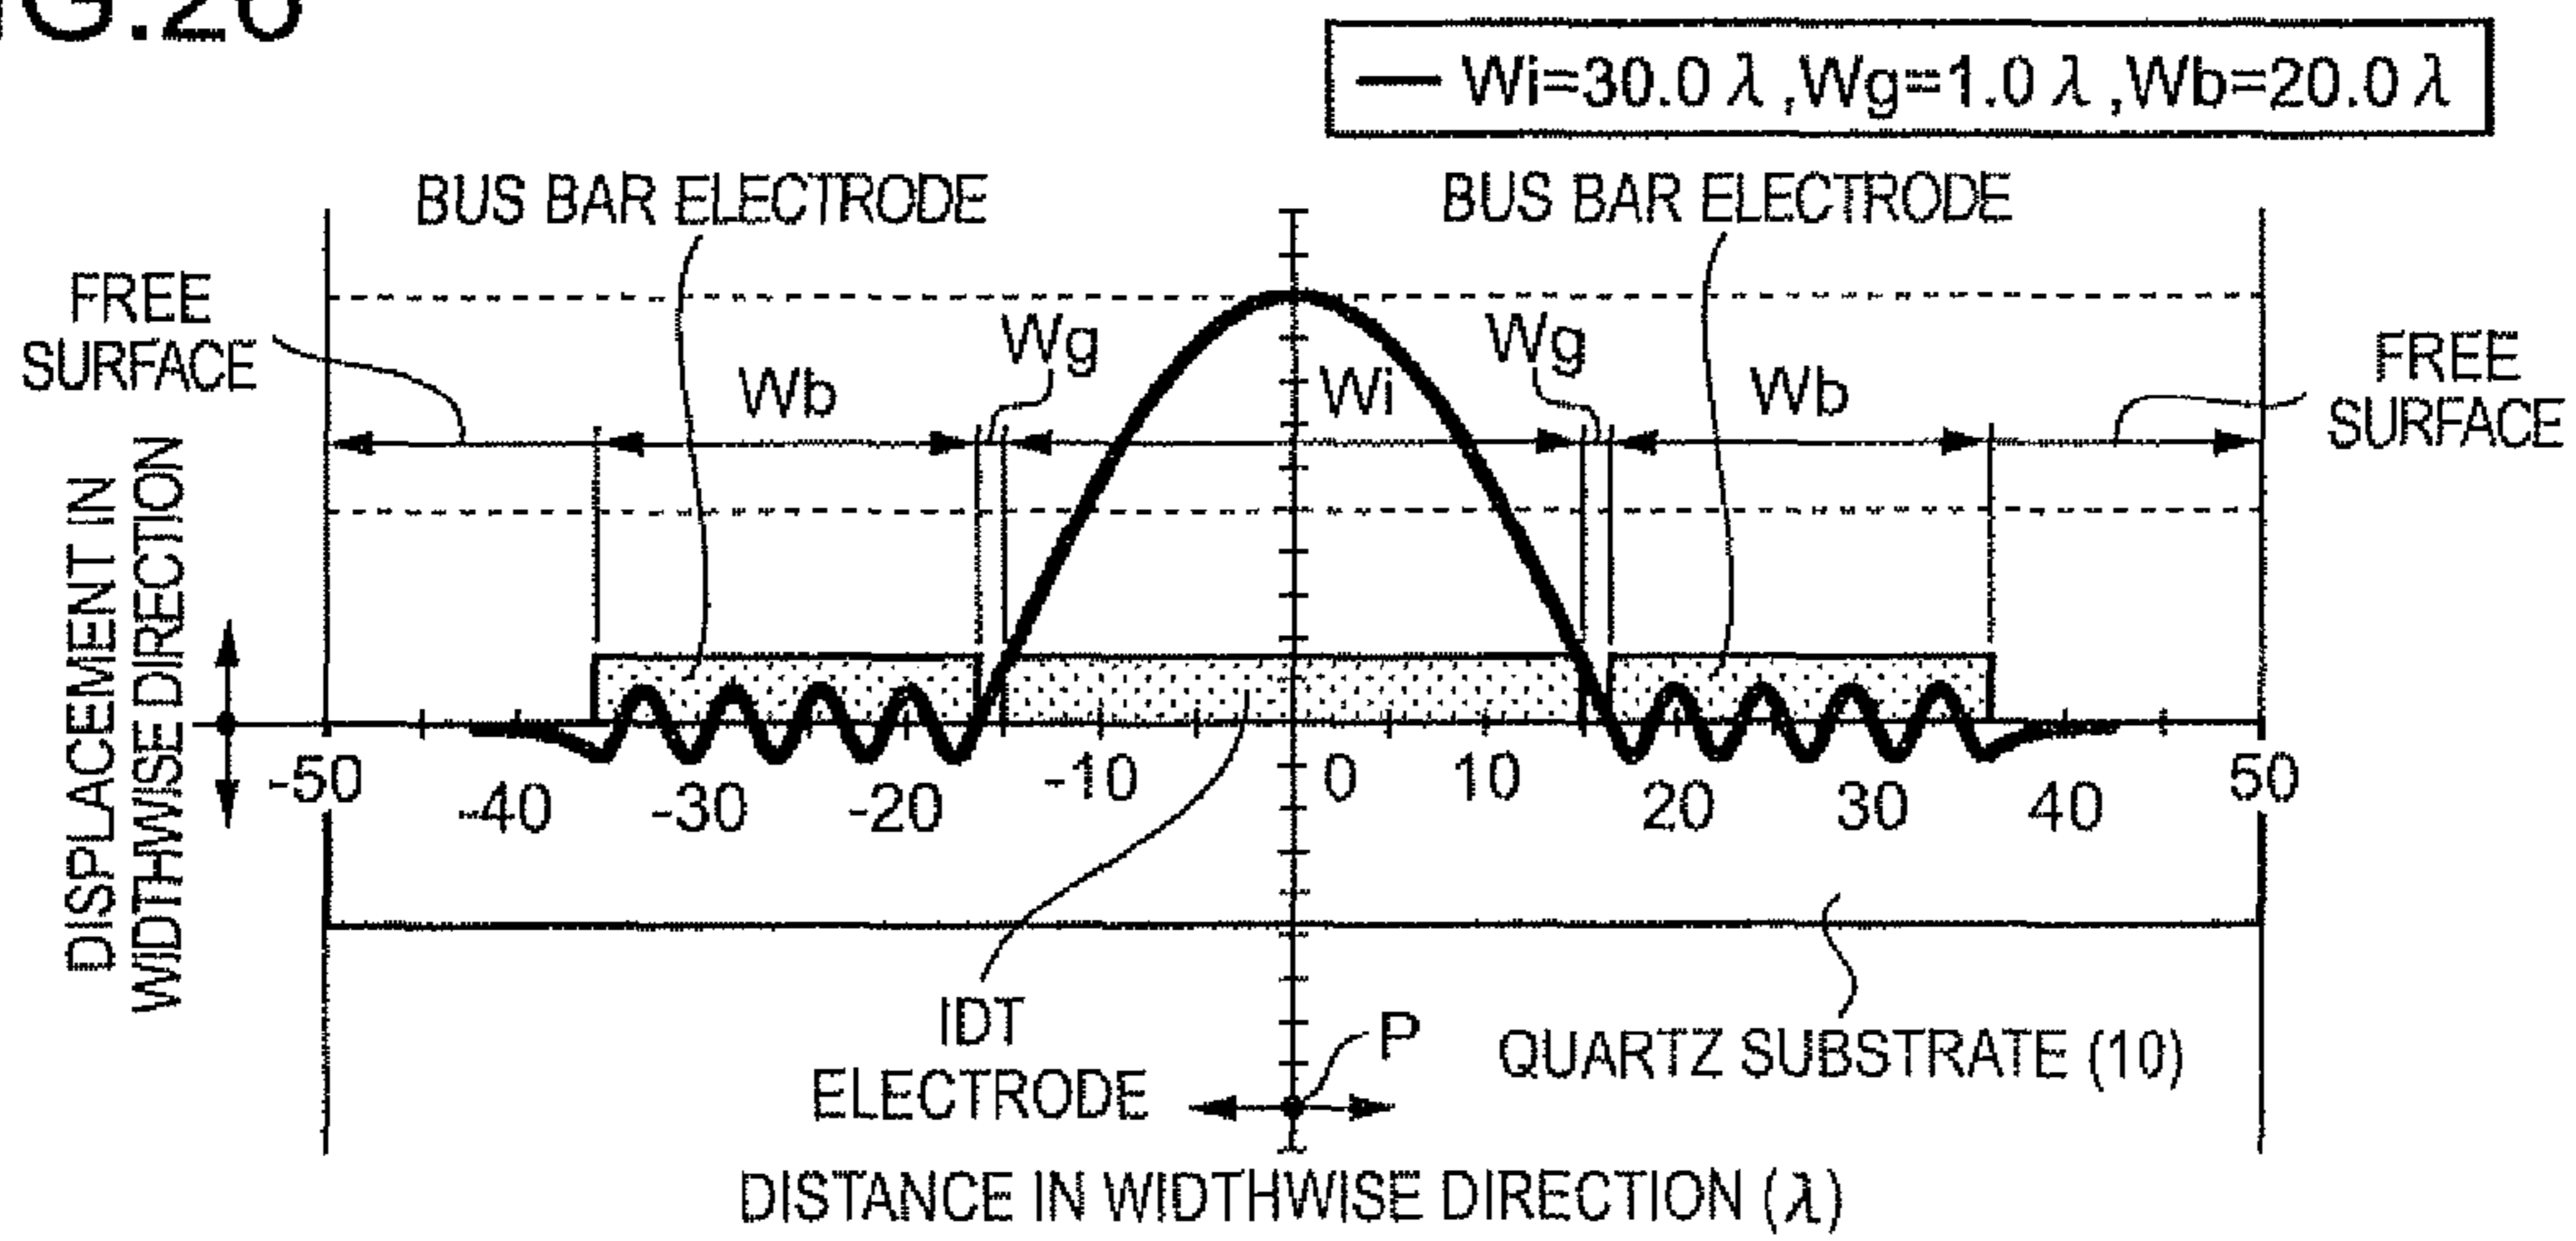 IG.26
Wi=30.0 λ ,Wg=1.0 λ ,Wb=20.0 λ
BUS BAR ELECTRODE
BUS BAR ELECTRODE
FREE
SURFACE
Wb
Wg
Wi
Wg
Wb
FREE
SURFACE
DISPLACEMENT IN
WIDTHWISE DIRECTION
-50
-40
-30
-20
-10
0
10
20
30
40
50
IDT
ELECTRODE
P
QUARTZ SUBSTRATE (10)
DISTANCE IN WIDTHWISE DIRECTION (λ)